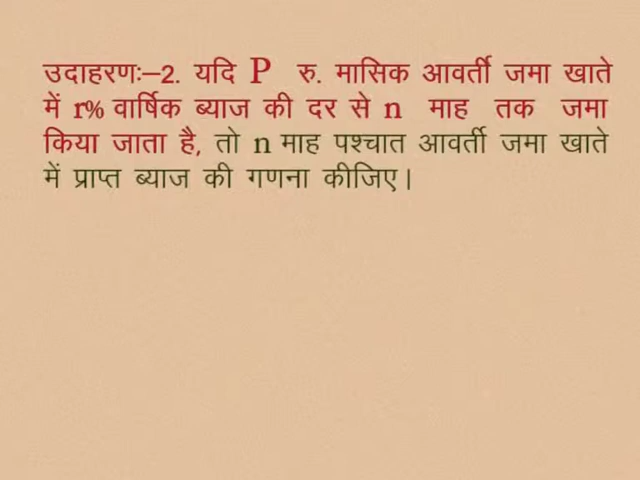 उदाहरणः–2. यदि P रु. मासिक आवर्ती जमा खाते
में r% वार्षिक ब्याज की दर से n माह तक जमा
किया जाता है, तो n माह पश्चात आवर्ती जमा खाते
में प्राप्त ब्याज की गणना कीजिए।